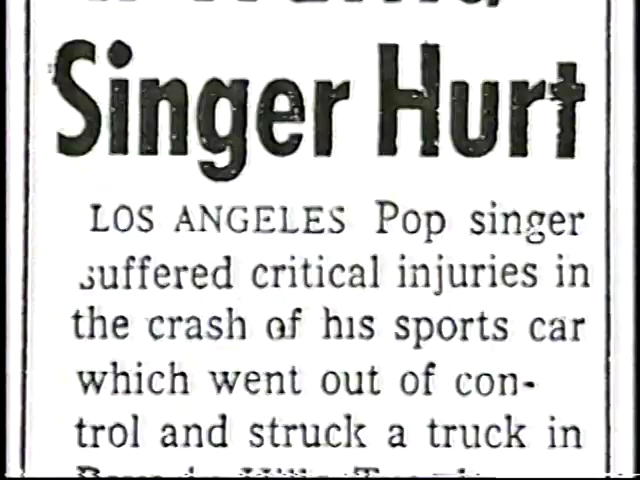 Singer Hurt
LOS ANGELES Pop singer
suffered critical injuries in
the crash of his sports car
which went out of con-
trol and struck a truck in